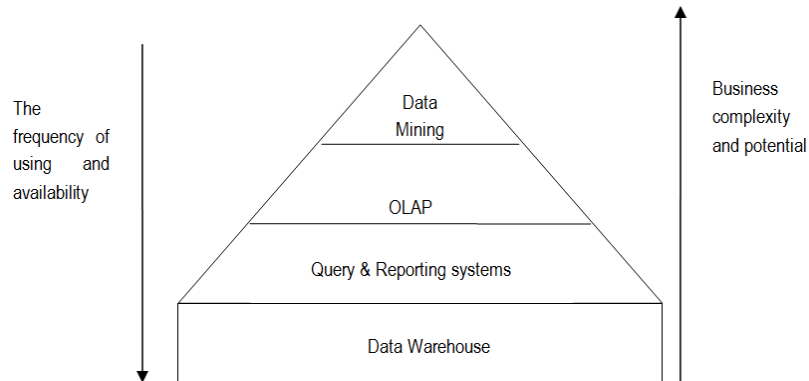 The
frequency of
using and
availability
Data
Mining
OLAP
Query & Reporting systems
Data Warehouse
Business
complexity
and potential